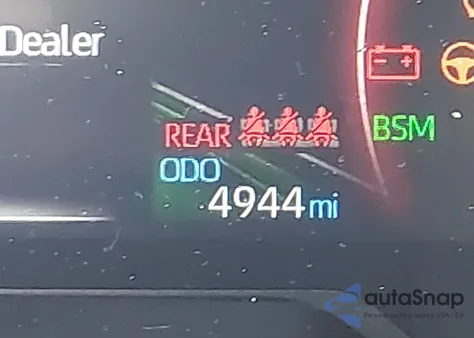 Dealer
BSM
REAR
ODO
4944 mi
autaSnap